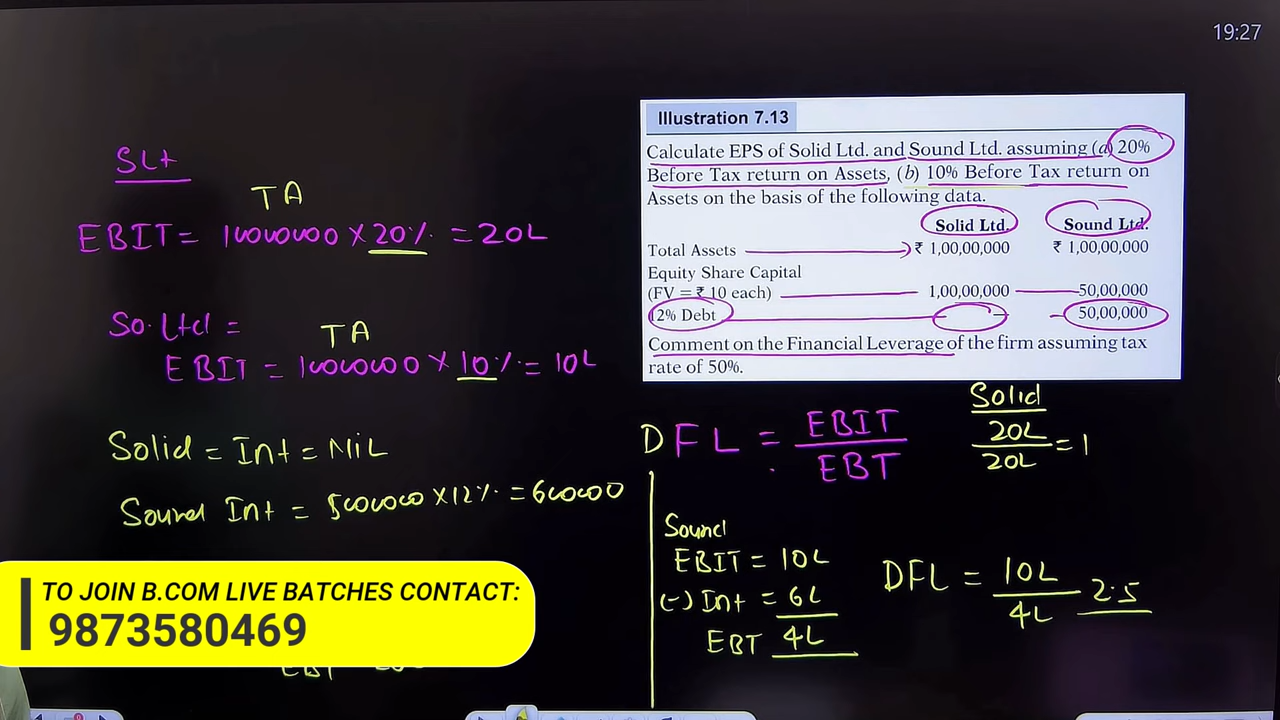 19:27
SLt
TA
EBIT = 10000000 × 20% = 20L
So. Ltd =
TA
EBIT = 10000000 × 10% = 10L
Solid = Int = NiL
Sound Int = 5000000 × 12% = 600000
TO JOIN B.COM LIVE BATCHES CONTACT:
9873580469
EBT
Illustration 7.13
Calculate EPS of Solid Ltd. and Sound Ltd. assuming (a) 20%
Before Tax return on Assets, (b) 10% Before Tax return on
Assets on the basis of the following data.
Solid Ltd. Sound Ltd.
Total Assets ₹ 1,00,00,000 ₹ 1,00,00,000
Equity Share Capital
(FV = ₹ 10 each) 1,00,00,000 50,00,000
12% Debt – 50,00,000
Comment on the Financial Leverage of the firm assuming tax
rate of 50%.
DFL = EBIT
EBT
Solid
20L
20L = 1
Sound
EBIT = 10L
(-) Int = 6L
EBT 4L
DFL = 10L
4L 2.5